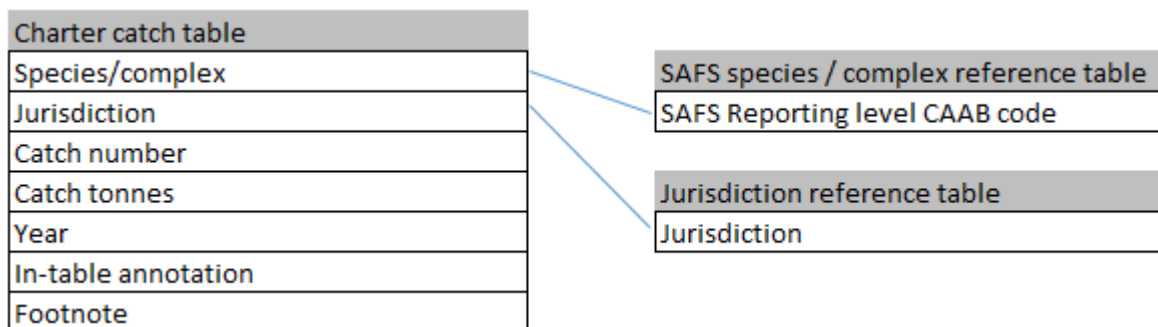 Charter catch table
Species/complex
Jurisdiction
Catch number
Catch tonnes
Year
In-table annotation
Footnote
SAFS species / complex reference table
SAFS Reporting level CAAB code
Jurisdiction reference table
Jurisdiction